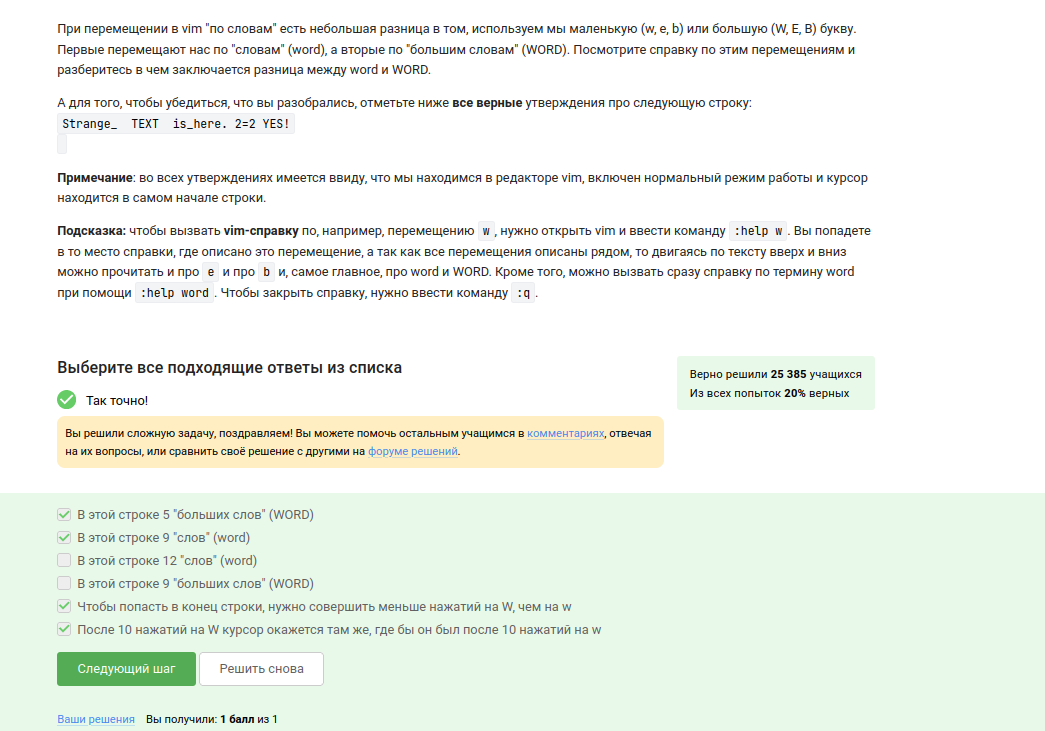 При перемещении в vim "по словам" есть небольшая разница в том, используем мы маленькую (w, e, b) или большую (W, E, B) букву.
Первые перемещают нас по "словам" (word), а вторые по "большим словам" (WORD). Посмотрите справку по этим перемещениям и
разберитесь в чем заключается разница между word и WORD.
А для того, чтобы убедиться, что вы разобрались, отметьте ниже все верные утверждения про следующую строку:
Strange_  TEXT  is_here. 2=2 YES!
Примечание: во всех утверждениях имеется ввиду, что мы находимся в редакторе vim, включен нормальный режим работы и курсор
находится в самом начале строки.
Подсказка: чтобы вызвать vim-справку по, например, перемещению w, нужно открыть vim и ввести команду :help w. Вы попадете
в то место справки, где описано это перемещение, а так как все перемещения описаны рядом, то двигаясь по тексту вверх и вниз
можно прочитать и про e и про b и, самое главное, про word и WORD. Кроме того, можно вызвать сразу справку по термину word
при помощи :help word. Чтобы закрыть справку, нужно ввести команду :q.
Выберите все подходящие ответы из списка
Верно решили 25 385 учащихся
Из всех попыток 20% верных
Так точно!
Вы решили сложную задачу, поздравляем! Вы можете помочь остальным учащимся в комментариях, отвечая
на их вопросы, или сравнить своё решение с другими на форуме решений.
В этой строке 5 "больших слов" (WORD)
В этой строке 9 "слов" (word)
В этой строке 12 "слов" (word)
В этой строке 9 "больших слов" (WORD)
Чтобы попасть в конец строки, нужно совершить меньше нажатий на W, чем на w
После 10 нажатий на W курсор окажется там же, где бы он был после 10 нажатий на w
Следующий шаг Решить снова
Ваши решения Вы получили: 1 балл из 1